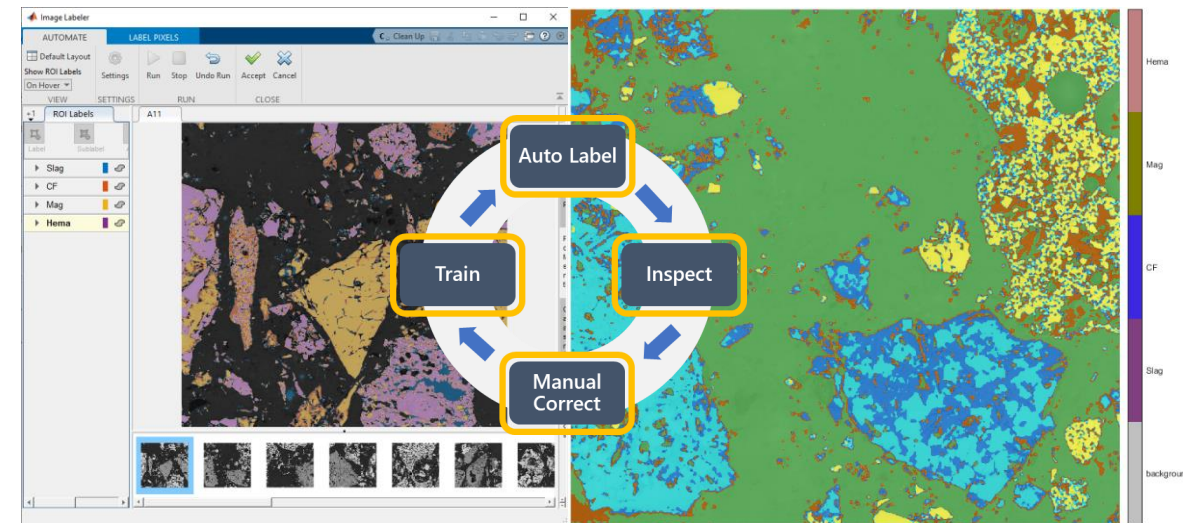 Image Labeler
AUTOMATE
LABEL PIXELS
Clean Up
Default Layout
Show ROI Labels
On Hover
Settings
Run
Stop
Undo Run
Accept
Cancel
VIEW
SETTINGS
RUN
CLOSE
ROI Labels
A11
Label
Sublabel
Slag
CF
Mag
Hema
Auto Label
Train
Inspect
Manual
Correct
Hema
Mag
CF
Slag
backgroun